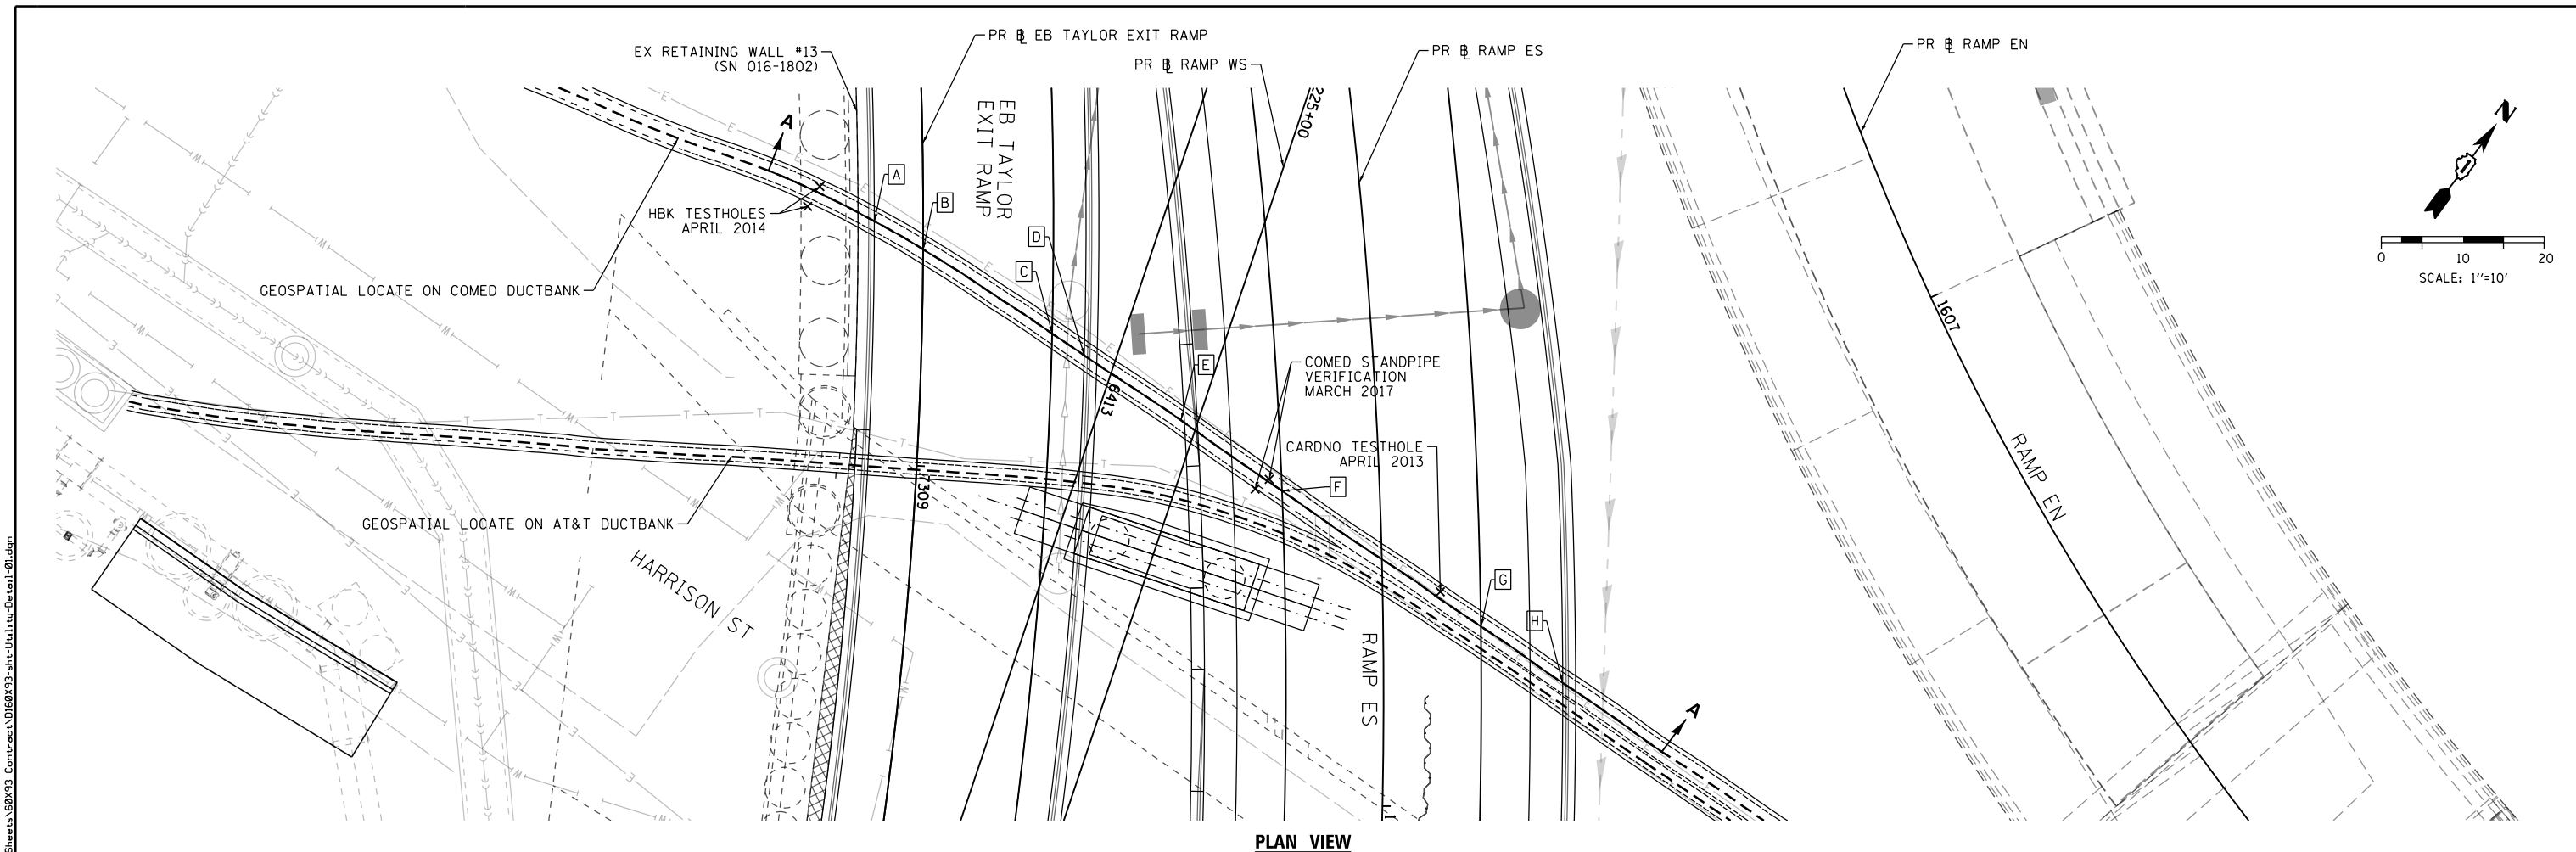 EX RETAINING WALL #13
(SN 016-1802)
PR ℄ EB TAYLOR EXIT RAMP
PR ℄ RAMP WS
PR ℄ RAMP ES
PR ℄ RAMP EN
A
EB TAYLOR
EXIT RAMP
225+00
N
A
B
HBK TESTHOLES
APRIL 2014
D
C
0 10 20
SCALE: 1''=10'
GEOSPATIAL LOCATE ON COMED DUCTBANK
1607
E
COMED STANDPIPE
VERIFICATION
MARCH 2017
6413
CARDNO TESTHOLE
APRIL 2013
RAMP EN
F
7309
GEOSPATIAL LOCATE ON AT&T DUCTBANK
HARRISON ST
G
H
RAMP ES
A
PLAN VIEW
Sheets\60X93 Contract\D160X93-sht-Utility-Detail-01.dgn